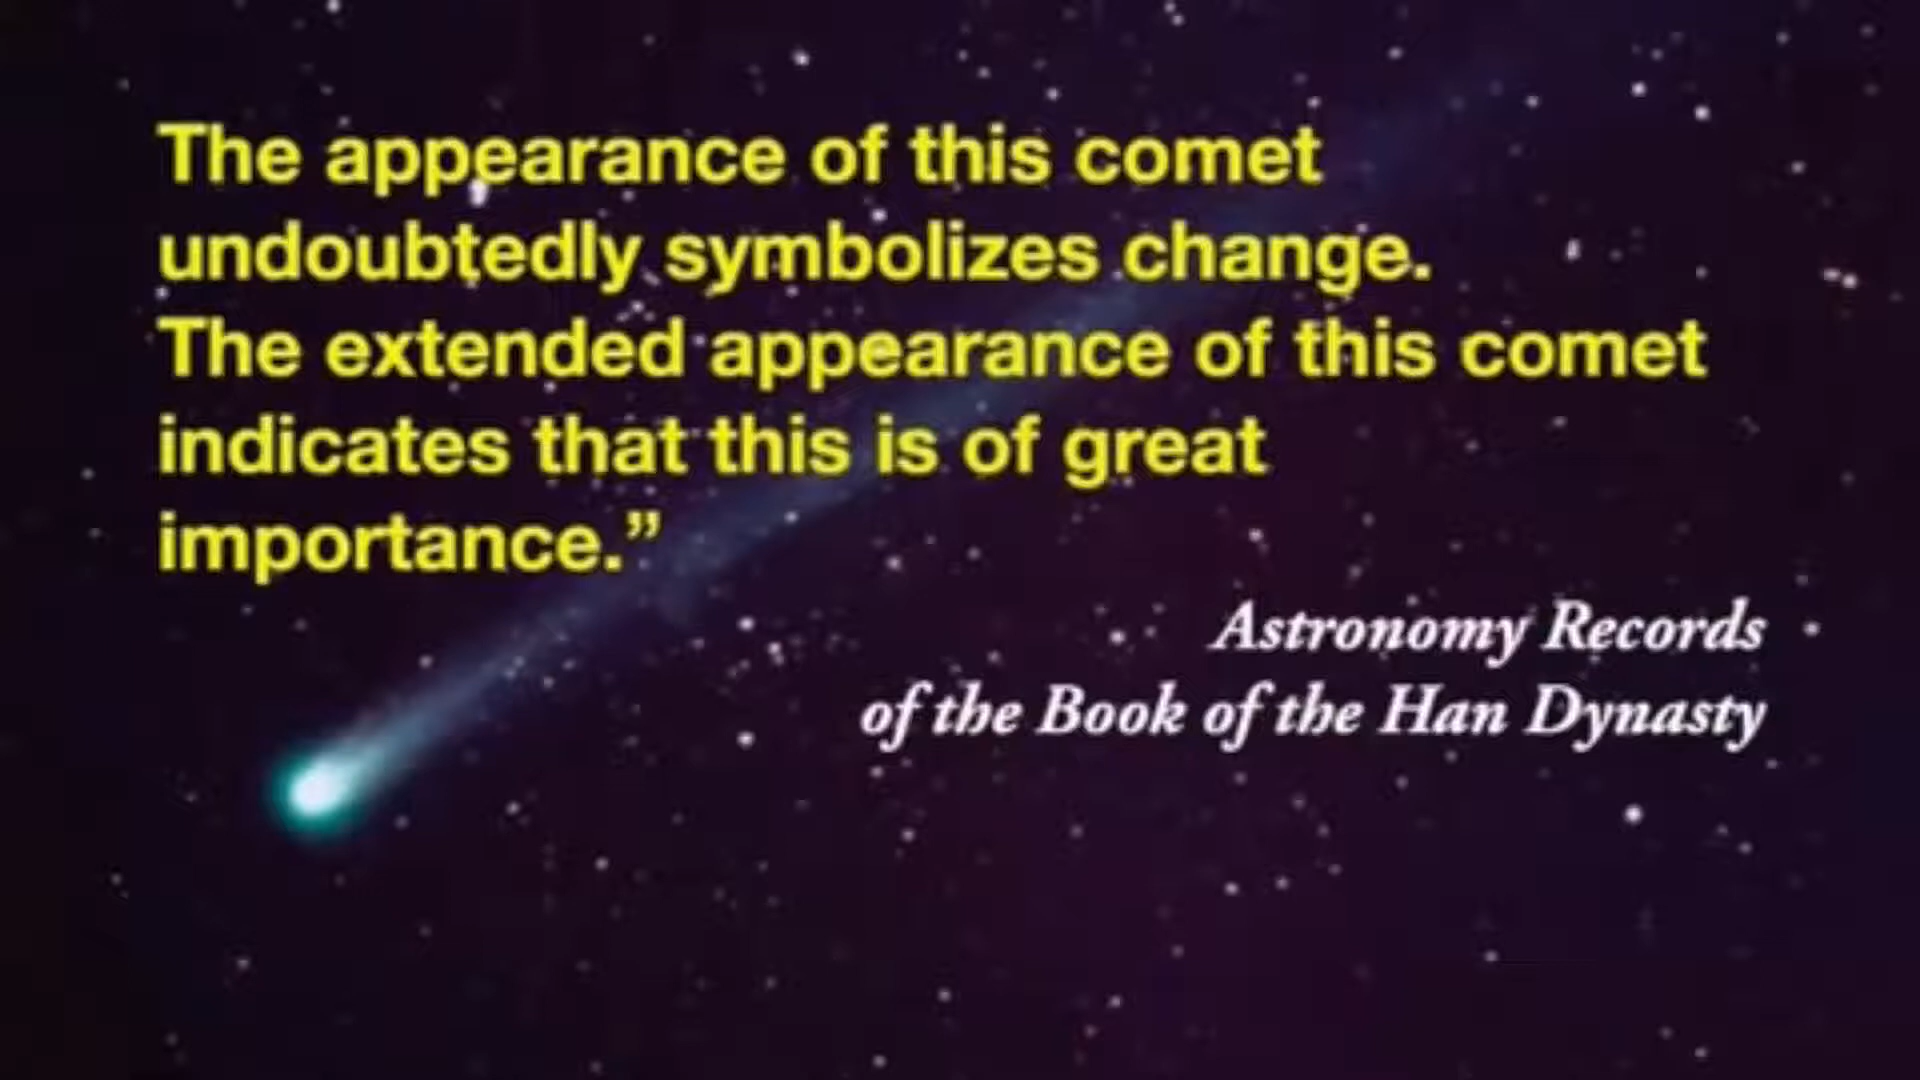 The appearance of this comet
undoubtedly symbolizes change.
The extended appearance of this comet
indicates that this is of great
importance.”
Astronomy Records
of the Book of the Han Dynasty